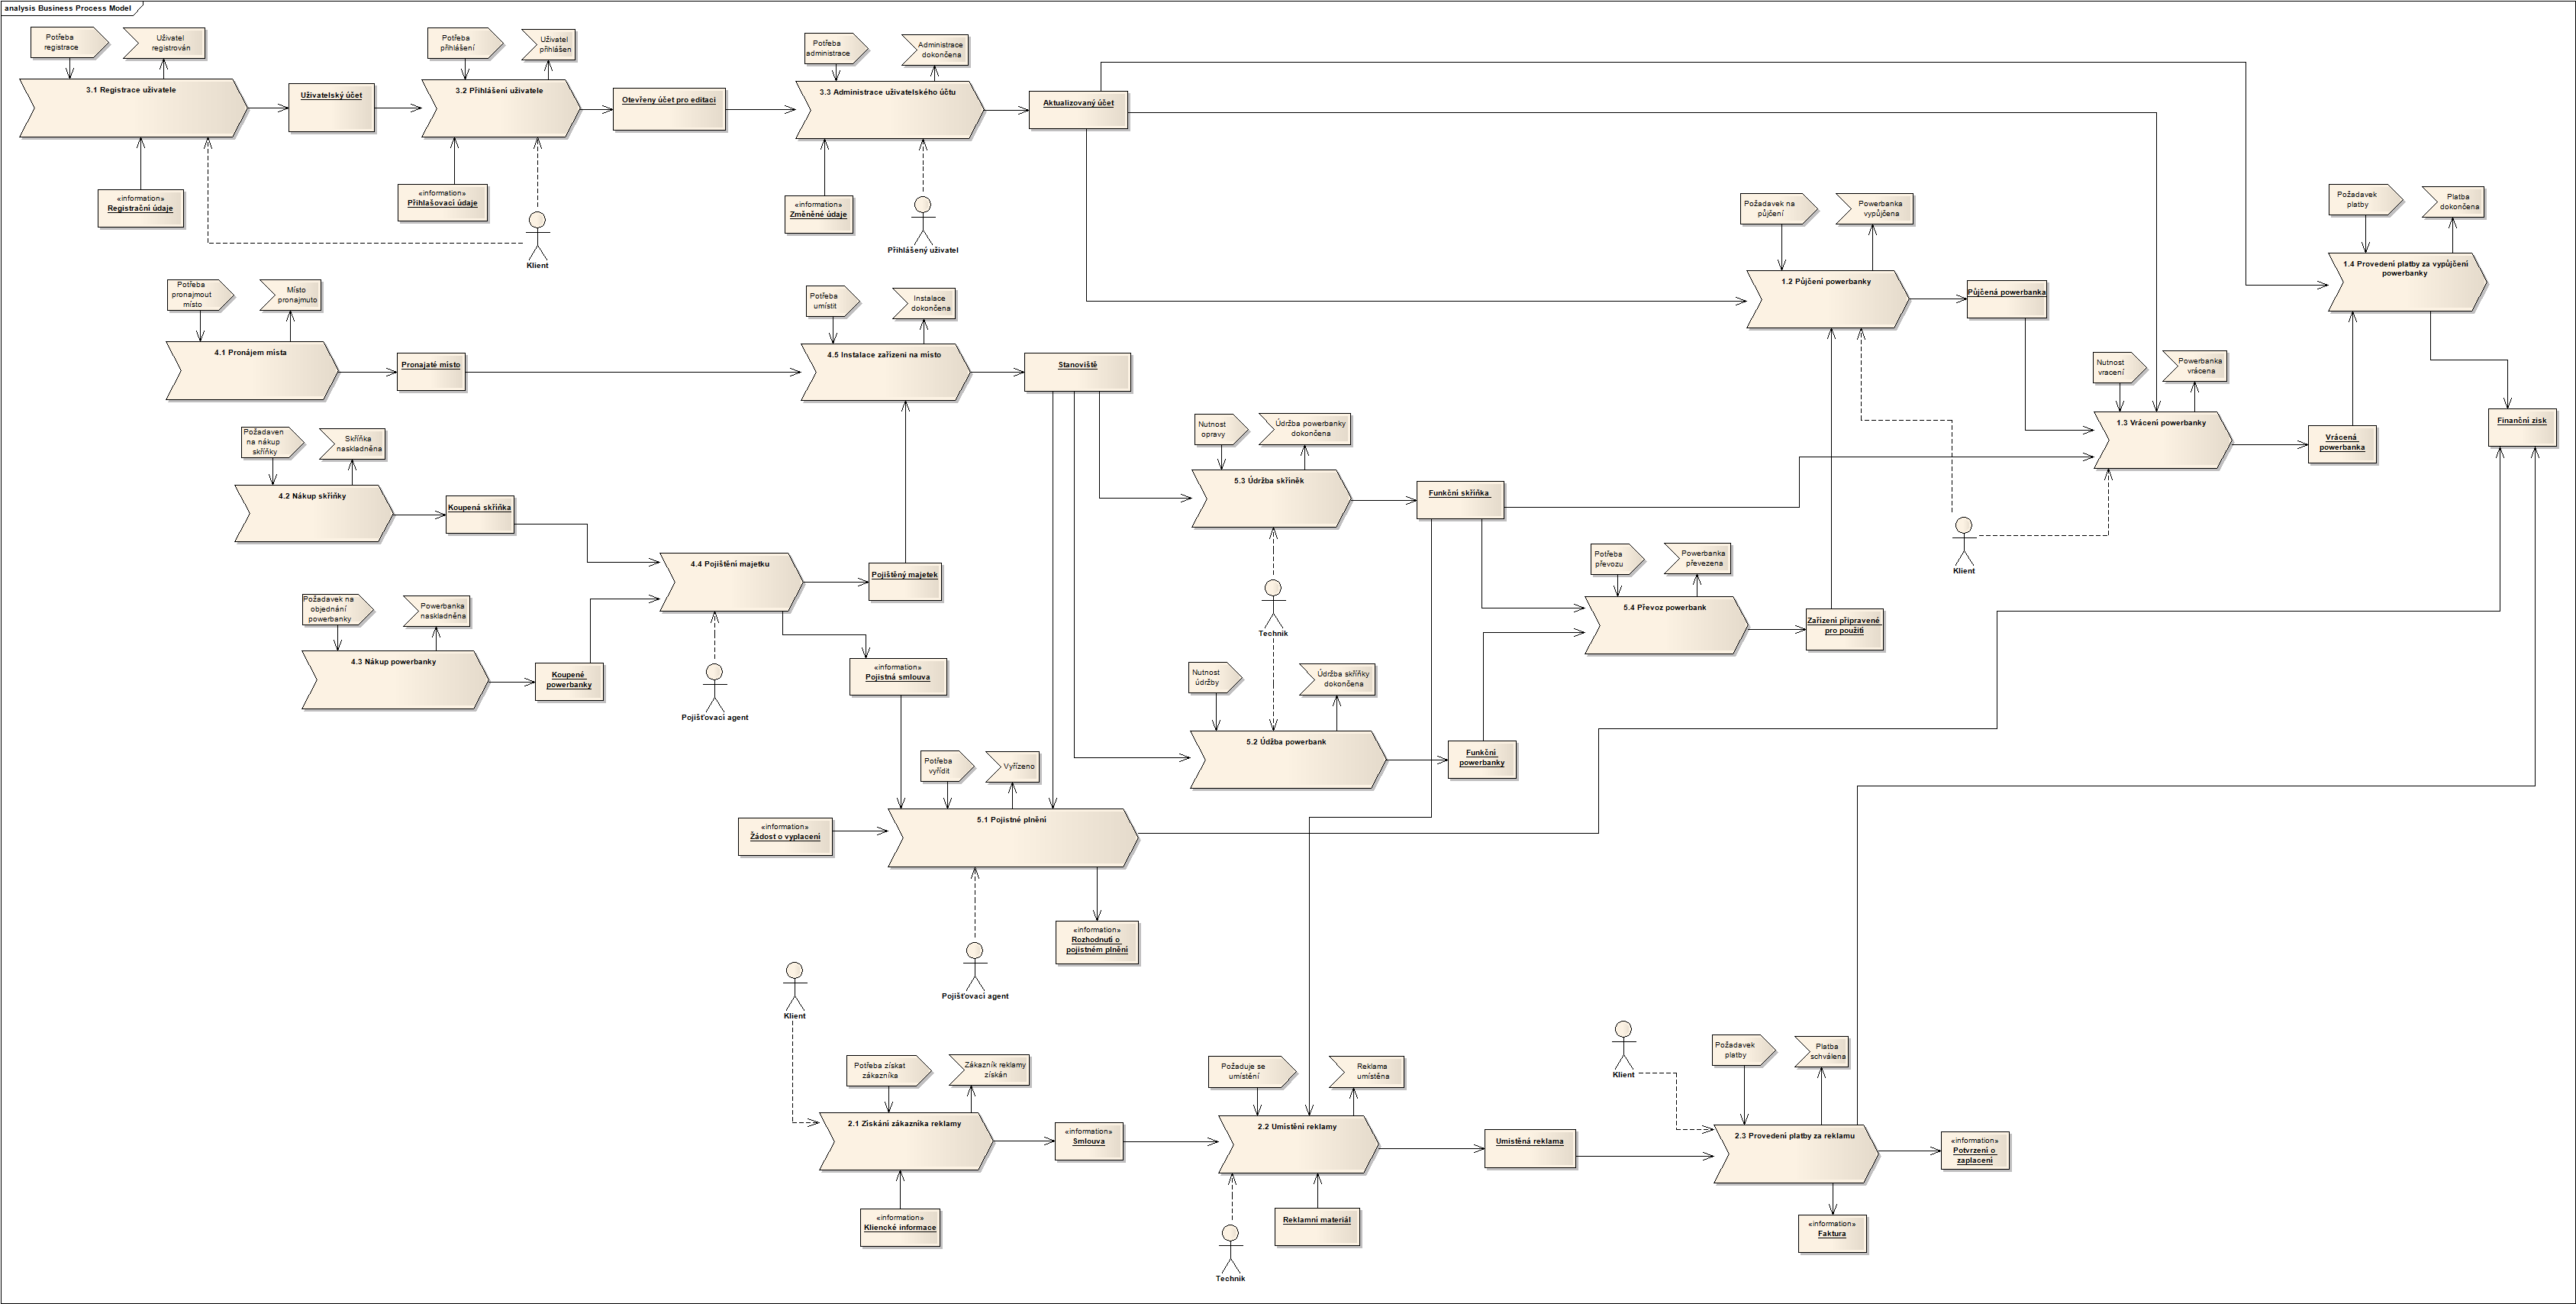 analysis Business Process Model
Potřeba
registrace
Uživatel
registrován
3.1 Registrace uživatele
«information»
Registrační údaje
Uživatelský účet
Potřeba
přihlášení
Uživatel
přihlášen
3.2 Přihlášení uživatele
«information»
Přihlašovací údaje
Klient
Otevřeny účet pro editaci
Potřeba
administrace
Administrace
dokončena
3.3 Administrace uživatelského účtu
«information»
Změněné údaje
Přihlášený uživatel
Aktualizovaný účet
Potřeba
pronajmout
místo
Místo
pronajmuto
4.1 Pronájem místa
Pronajaté místo
Potřeba
umístit
Instalace
dokončena
4.5 Instalace zařízení na místo
Stanoviště
Požadaven
na nákup
skříňky
Skříňka
naskladněna
4.2 Nákup skříňky
Koupená skříňka
Požadavek na
objednání
powerbanky
Powerbanka
naskladněna
4.3 Nákup powerbanky
Koupené
powerbanky
4.4 Pojištění majetku
Pojišťovací agent
Pojištěný majetek
«information»
Pojistná smlouva
Nutnost
opravy
Údržba powerbanky
dokončena
5.3 Údržba skříněk
Funkční skříňka
Technik
Nutnost
údržby
Údržba skříňky
dokončena
5.2 Údžba powerbank
Funkční
powerbanky
Potřeba
převozu
Powerbanka
převezena
5.4 Převoz powerbank
Zařízení připravené
pro použití
Požadavek na
půjčení
Powerbanka
vypůjčena
1.2 Půjčení powerbanky
Půjčená powerbanka
Klient
Nutnost
vracení
Powerbanka
vrácena
1.3 Vrácení powerbanky
Vrácená
powerbanka
Požadavek
platby
Platba
dokončena
1.4 Provedení platby za vypůjčení
powerbanky
Finanční zisk
Potřeba
vyřídit
Vyřízeno
5.1 Pojistné plnění
«information»
Žádost o vyplacení
«information»
Rozhodnutí o
pojistném plnění
Pojišťovací agent
Klient
Potřeba získat
zákazníka
Zákazník reklamy
získán
2.1 Získání zákazníka reklamy
«information»
Kliencké informace
«information»
Smlouva
Požaduje se
umístění
Reklama
umístěna
2.2 Umístění reklamy
Technik
Reklamní materiál
Umistěná reklama
Klient
Požadavek
platby
Platba
schválena
2.3 Provedení platby za reklamu
«information»
Potvrzení o
zaplacení
«information»
Faktura